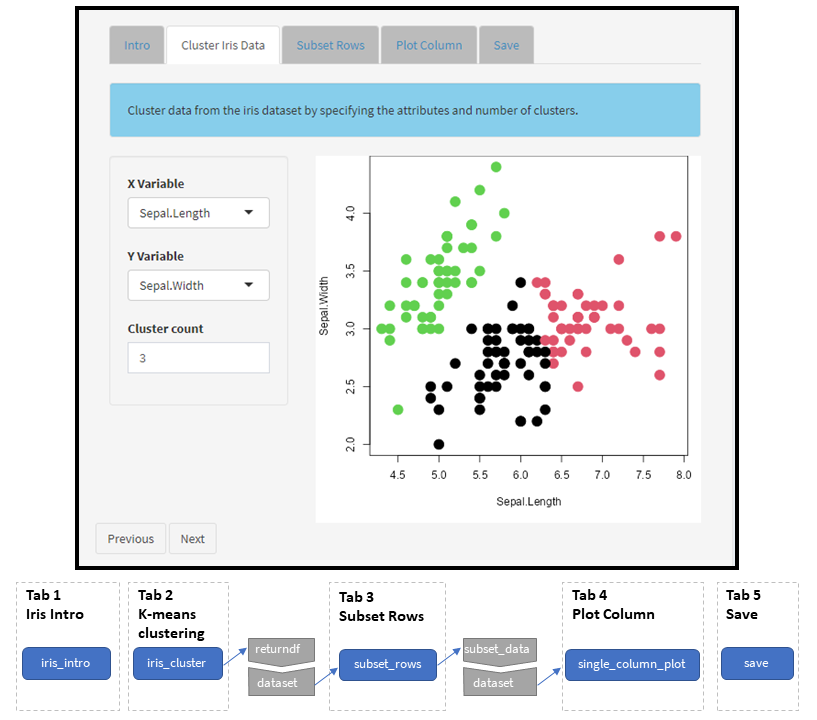 Intro
Cluster Iris Data
Subset Rows
Plot Column
Save
Cluster data from the iris dataset by specifying the attributes and number of clusters.
X Variable
Sepal.Length
Y Variable
Sepal.Width
Cluster count
3
Sepal.Width
4.0
3.5
3.0
2.5
2.0
4.5 5.0 5.5 6.0 6.5 7.0 7.5 8.0
Sepal.Length
Previous
Next
Tab 1
Iris Intro
iris_intro
Tab 2
K-means
clustering
iris_cluster
returndf
dataset
Tab 3
Subset Rows
subset_rows
subset_data
dataset
Tab 4
Plot Column
single_column_plot
Tab 5
Save
save